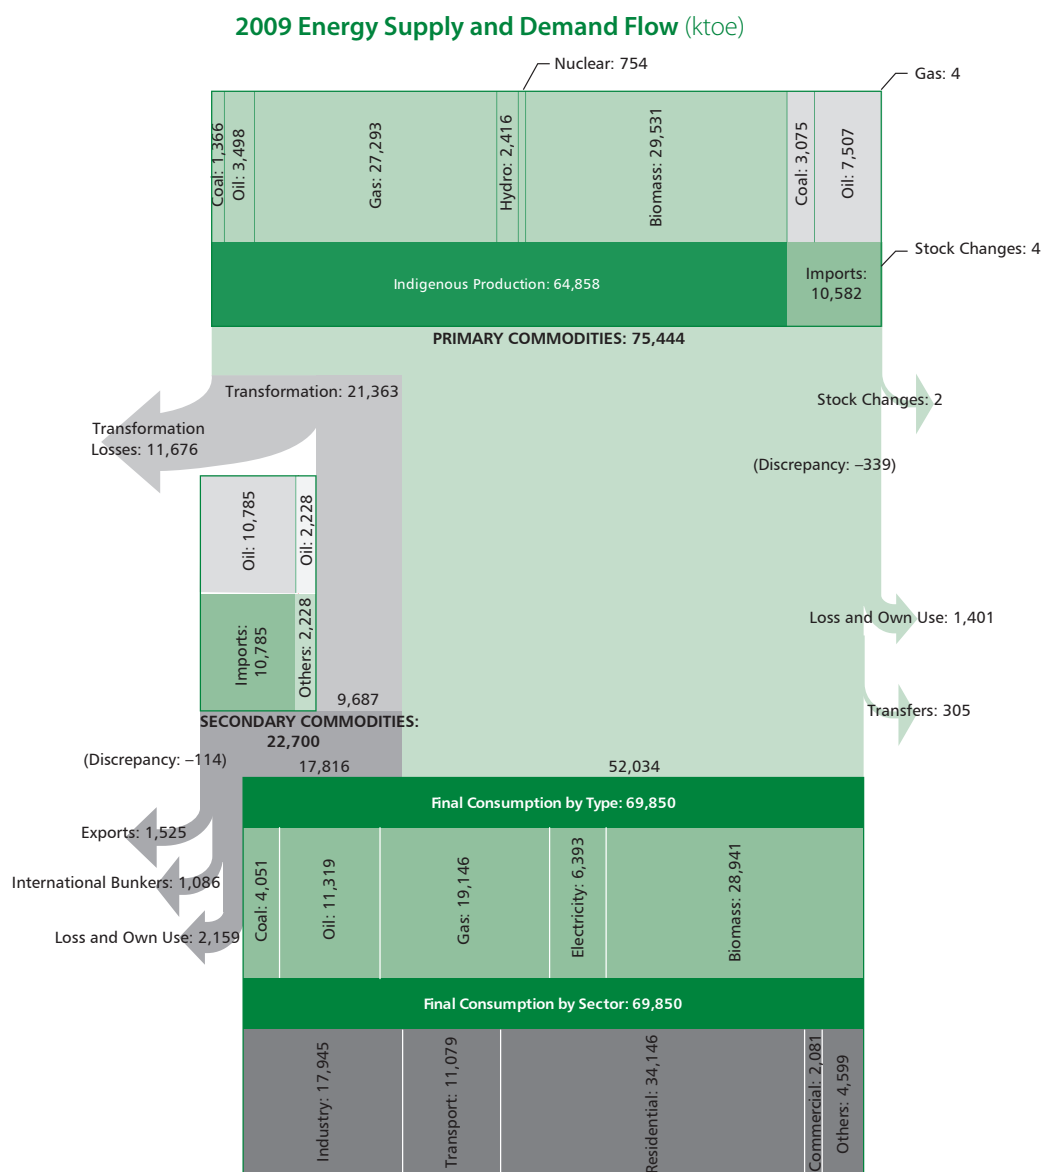 2009 Energy Supply and Demand Flow (ktoe)
Nuclear: 754
Gas: 4
Coal: 1,366
Oil: 3,498
Gas: 27,293
Hydro: 2,416
Biomass: 29,531
Coal: 3,075
Oil: 7,507
Stock Changes: 4
Indigenous Production: 64,858
Imports:
10,582
PRIMARY COMMODITIES: 75,444
Transformation: 21,363
Stock Changes: 2
Transformation
Losses: 11,676
(Discrepancy: –339)
Oil: 10,785
Oil: 2,228
Imports:
10,785
Others: 2,228
Loss and Own Use: 1,401
9,687
Transfers: 305
SECONDARY COMMODITIES:
22,700
(Discrepancy: –114)
17,816
52,034
Final Consumption by Type: 69,850
Exports: 1,525
International Bunkers: 1,086
Loss and Own Use: 2,159
Coal: 4,051
Oil: 11,319
Gas: 19,146
Electricity: 6,393
Biomass: 28,941
Final Consumption by Sector: 69,850
Industry: 17,945
Transport: 11,079
Residential: 34,146
Commercial: 2,081
Others: 4,599